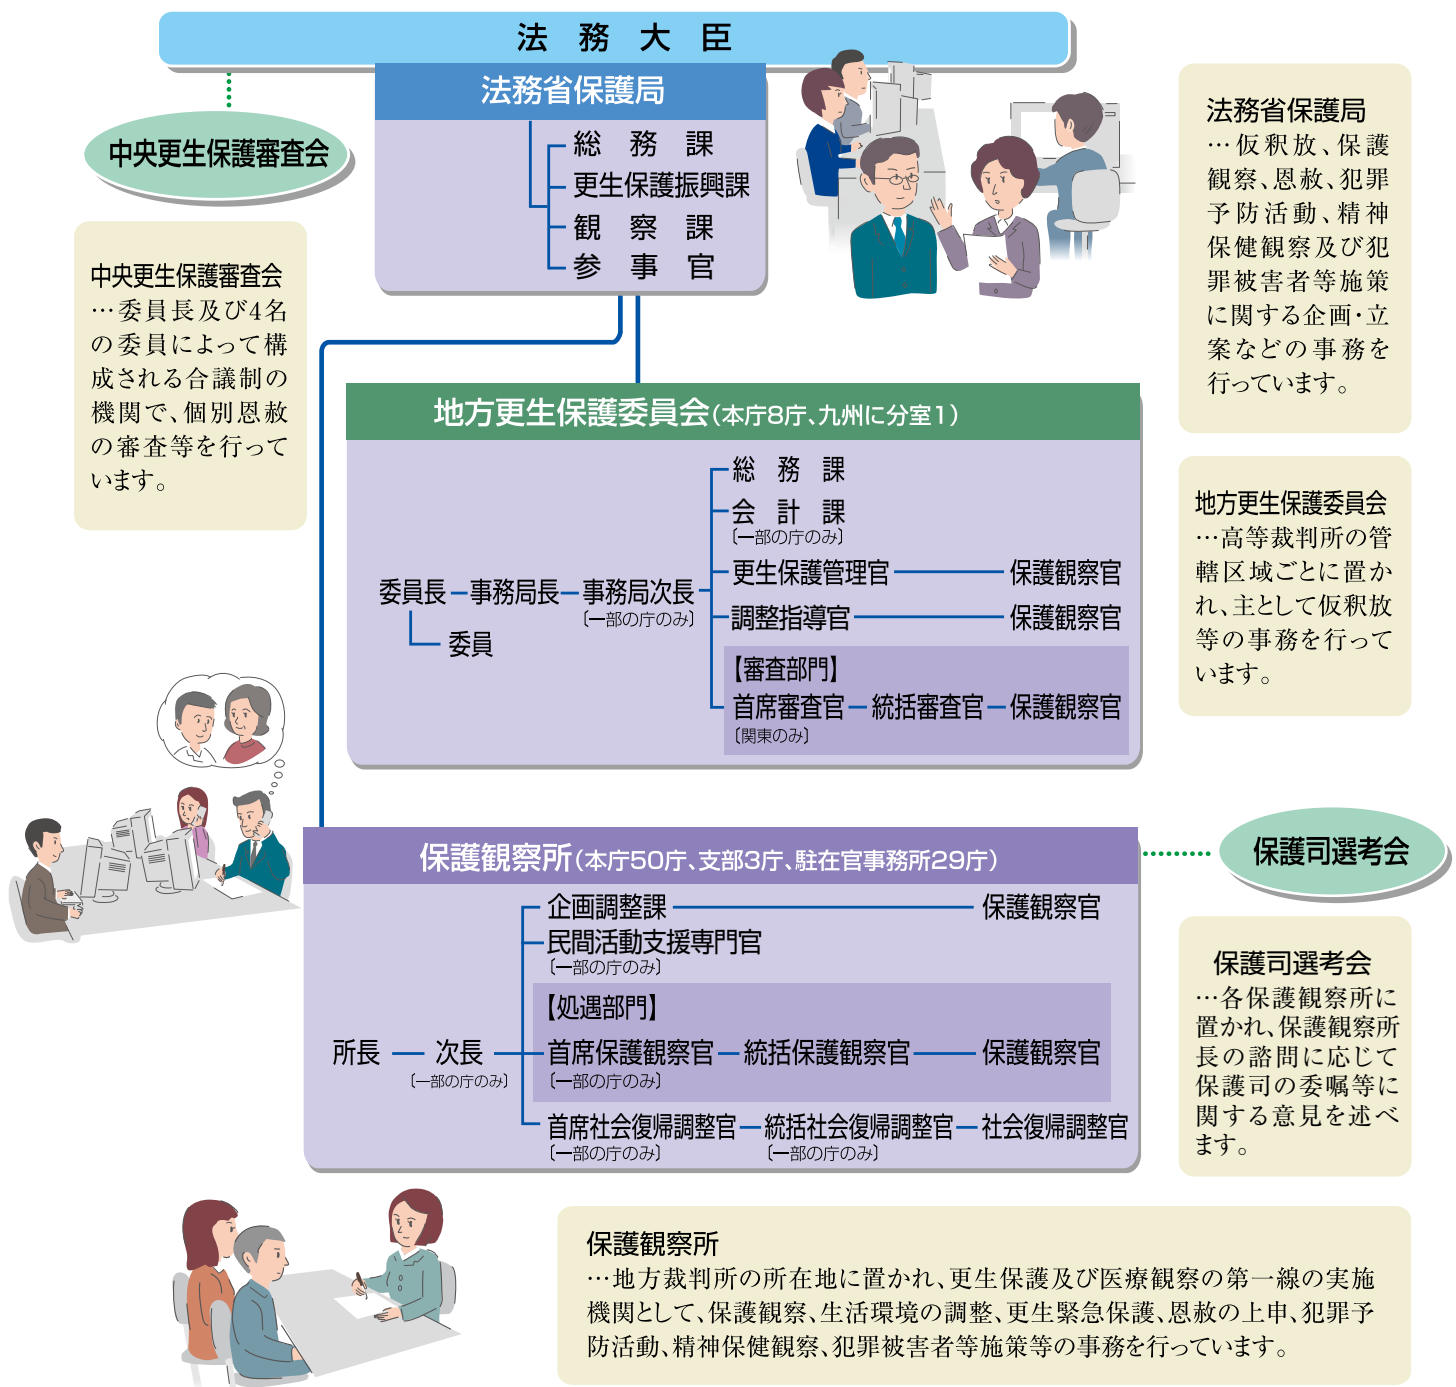 法務大臣
法務省保護局
総務課
更生保護振興課
観察課
参事官
中央更生保護審査会
中央更生保護審査会
…委員長及び4名
の委員によって構
成される合議制の
機関で、個別恩赦
の審査等を行って
います。
法務省保護局
…仮釈放、保護
観察、恩赦、犯罪
予防活動、精神
保健観察及び犯
罪被害者等施策
に関する企画・立
案などの事務を
行っています。
地方更生保護委員会(本庁8庁、九州に分室1)
総務課
会計課
〔一部の庁のみ〕
更生保護管理官 保護観察官
調整指導官 保護観察官
委員長 事務局長 事務局次長
〔一部の庁のみ〕
委員
【審査部門】
首席審査官 統括審査官 保護観察官
〔関東のみ〕
地方更生保護委員会
…高等裁判所の管
轄区域ごとに置か
れ、主として仮釈放
等の事務を行って
います。
保護観察所(本庁50庁、支部3庁、駐在官事務所29庁)
企画調整課 保護観察官
民間活動支援専門官
〔一部の庁のみ〕
【処遇部門】
所長 次長 首席保護観察官 統括保護観察官 保護観察官
〔一部の庁のみ〕 〔一部の庁のみ〕
首席社会復帰調整官 統括社会復帰調整官 社会復帰調整官
〔一部の庁のみ〕 〔一部の庁のみ〕
保護司選考会
保護司選考会
…各保護観察所に
置かれ、保護観察所
長の諮問に応じて
保護司の委嘱等に
関する意見を述べ
ます。
保護観察所
…地方裁判所の所在地に置かれ、更生保護及び医療観察の第一線の実施
機関として、保護観察、生活環境の調整、更生緊急保護、恩赦の上申、犯罪予
防活動、精神保健観察、犯罪被害者等施策等の事務を行っています。